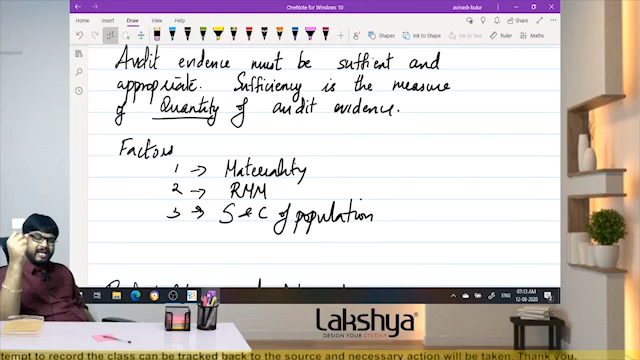 OneNote for Windows 10
avinash kular
Home Insert Draw View Help
Shapes Ink to Shape Ink to Text Ruler Math
Audit evidence must be sufficient and
appropriate. Sufficiency is the measure
of Quantity of audit evidence.
Factors
1 → Materiality
2 → RMM
3 → S & C of population
ENG
07:13 AM
12-08-2020
Lakshya
DESIGN YOUR DESTINY
tempt to record the class can be tracked back to the source and necessary action will be taken. Thank you